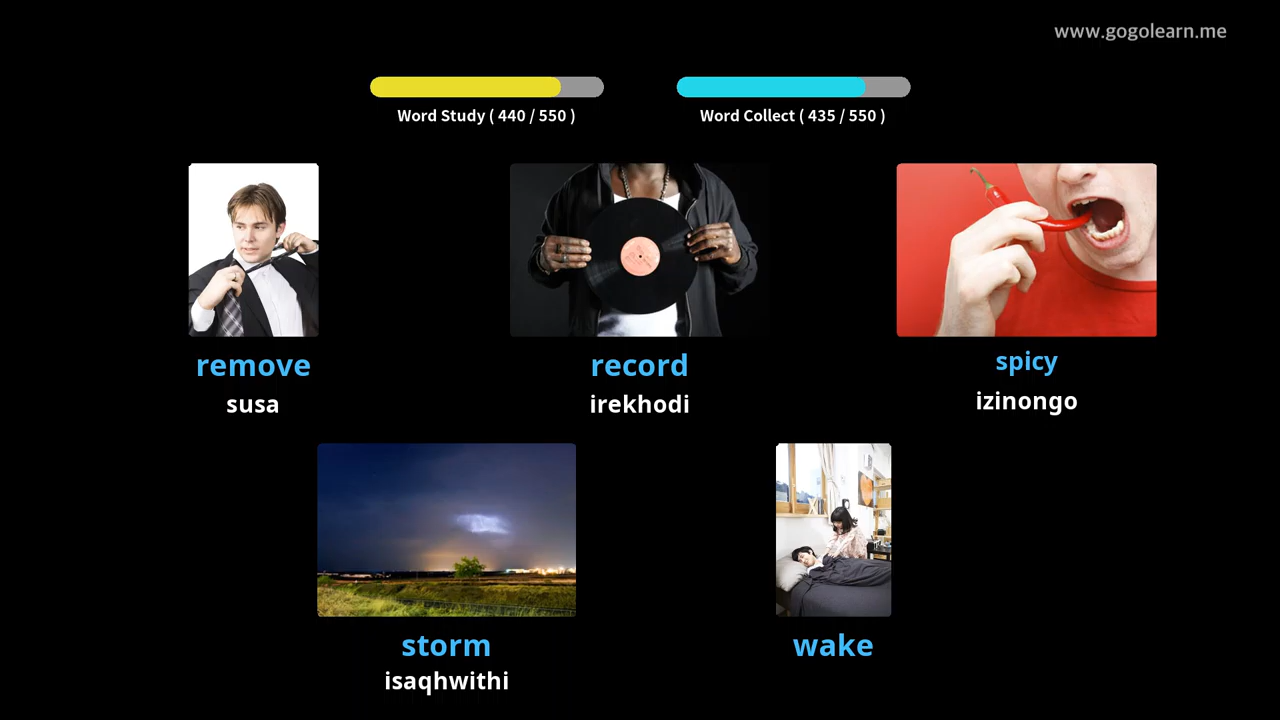 www.gogolearn.me
Word Study ( 440 / 550 )
Word Collect ( 435 / 550 )
remove
susa
record
irekhodi
spicy
izinongo
storm
isaqhwithi
wake